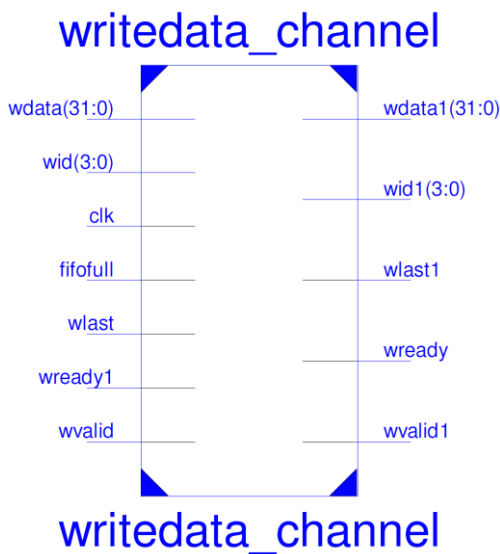 writedata_channel
wdata(31:0)
wdata1(31:0)
wid(3:0)
wid1(3:0)
clk
fifofull
wlast1
wlast
wready
wready1
wvalid
wvalid1
writedata_channel